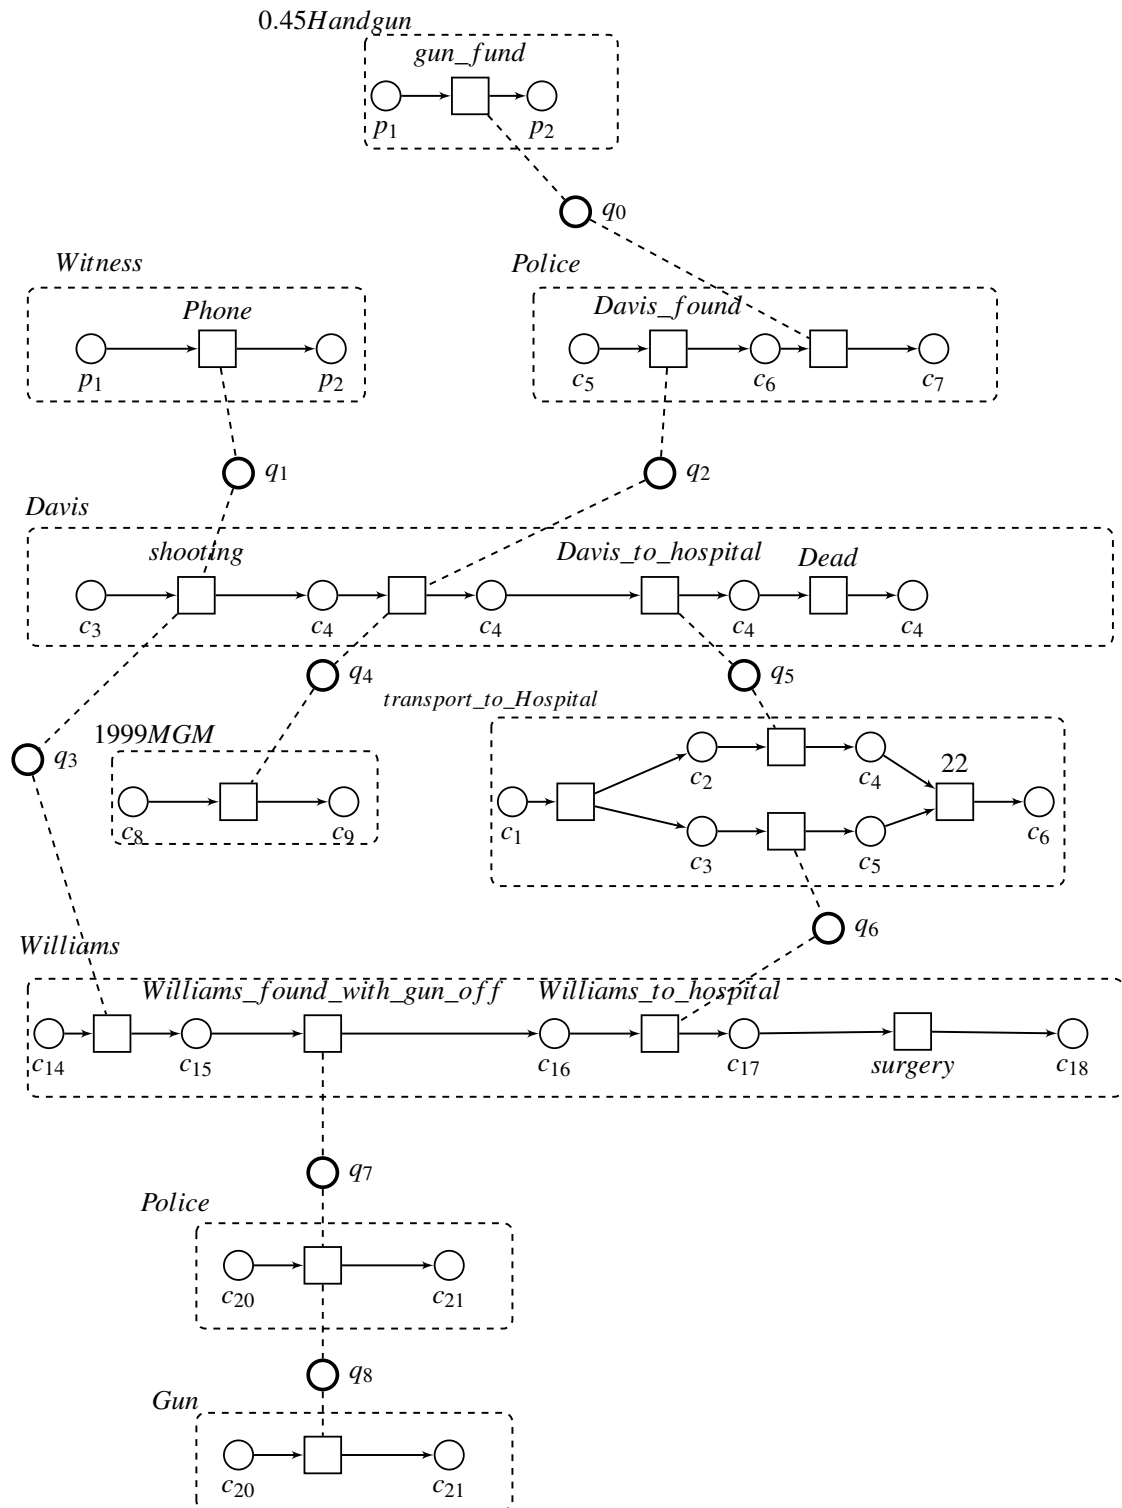 0.45Handgun
gun_fund
p1 p2
q0
Witness Police
Phone Davis_found
p1 p2 c5 c6 c7
q1 q2
Davis
shooting Davis_to_hospital Dead
c3 c4 c4 c4 c4
q4 q5
transport_to_Hospital
q3 1999MGM
c2 c4 22
c8 c9 c1 c6
c3 c5
q6
Williams
Williams_found_with_gun_off Williams_to_hospital
c14 c15 c16 c17 surgery c18
q7
Police
c20 c21
q8
Gun
c20 c21